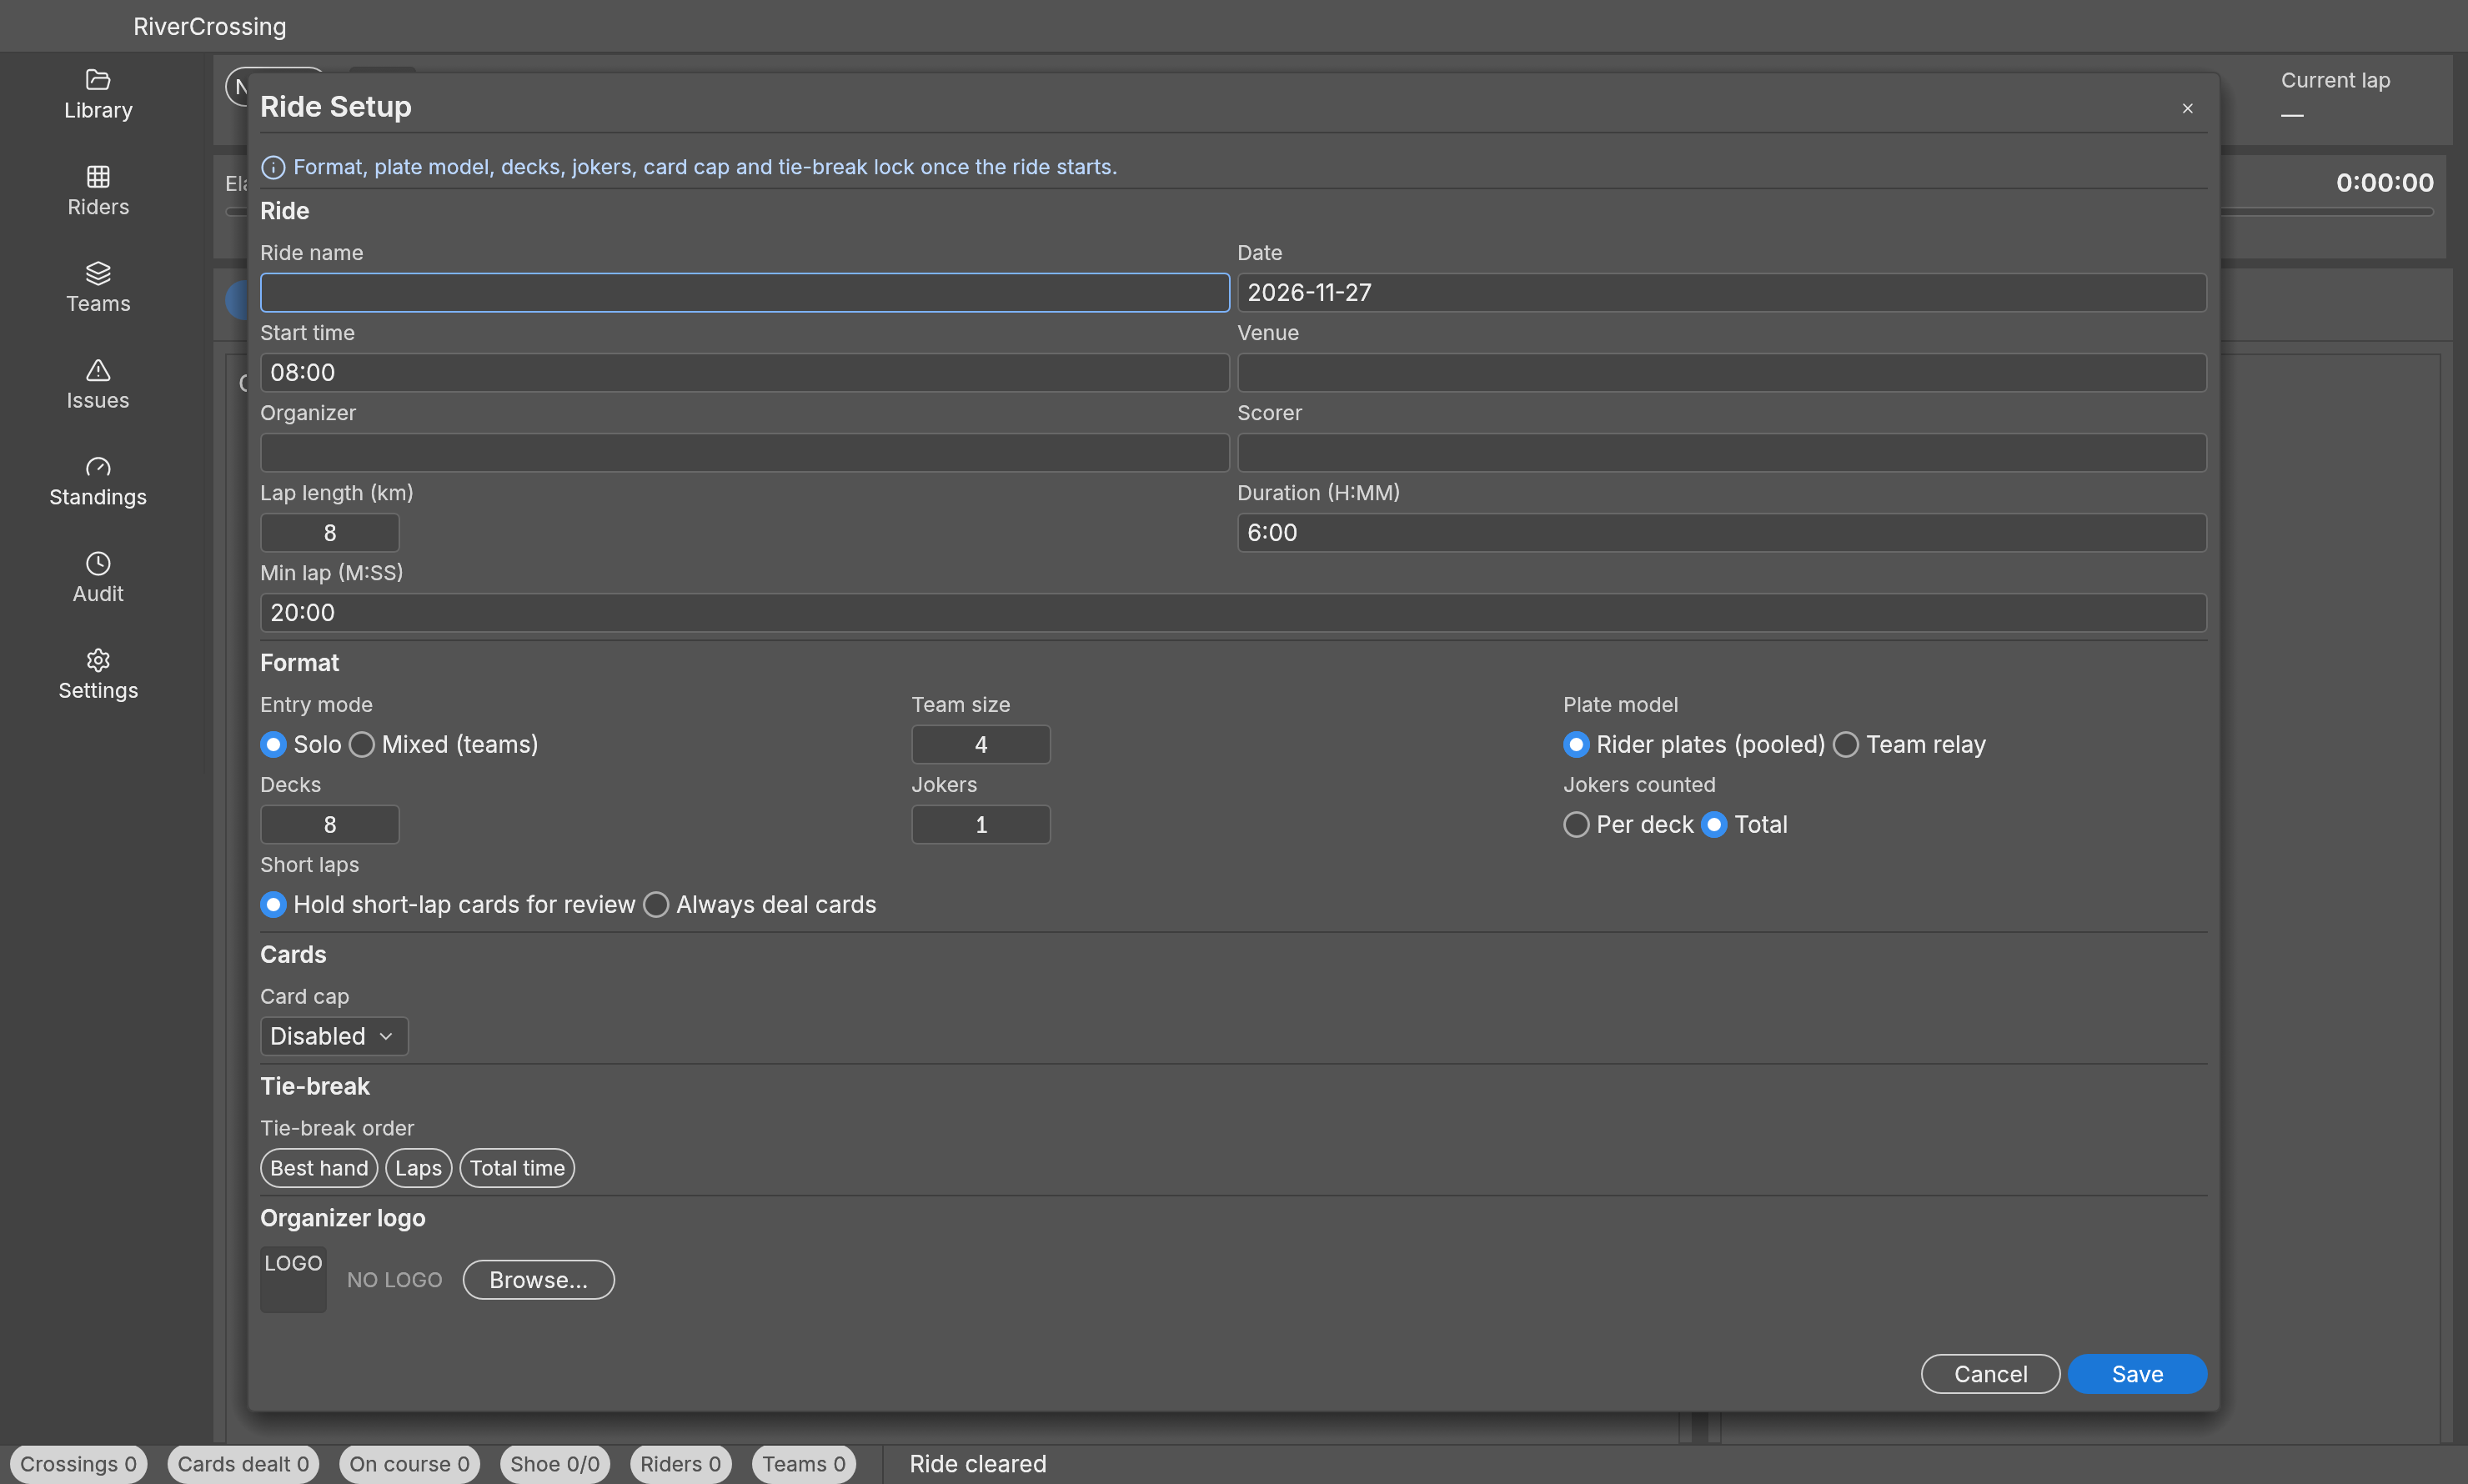 RiverCrossing
Library
Riders
Teams
Issues
Standings
Audit
Settings
Current lap
—
0:00:00
Ride Setup
Format, plate model, decks, jokers, card cap and tie-break lock once the ride starts.
Ride
Ride name Date
2026-11-27
Start time Venue
08:00
Organizer Scorer
Lap length (km) Duration (H:MM)
8 6:00
Min lap (M:SS)
20:00
Format
Entry mode Team size Plate model
Solo Mixed (teams) 4 Rider plates (pooled) Team relay
Decks Jokers Jokers counted
8 1 Per deck Total
Short laps
Hold short-lap cards for review Always deal cards
Cards
Card cap
Disabled
Tie-break
Tie-break order
Best hand Laps Total time
Organizer logo
LOGO
NO LOGO Browse...
Cancel Save
Crossings 0 Cards dealt 0 On course 0 Shoe 0/0 Riders 0 Teams 0 Ride cleared